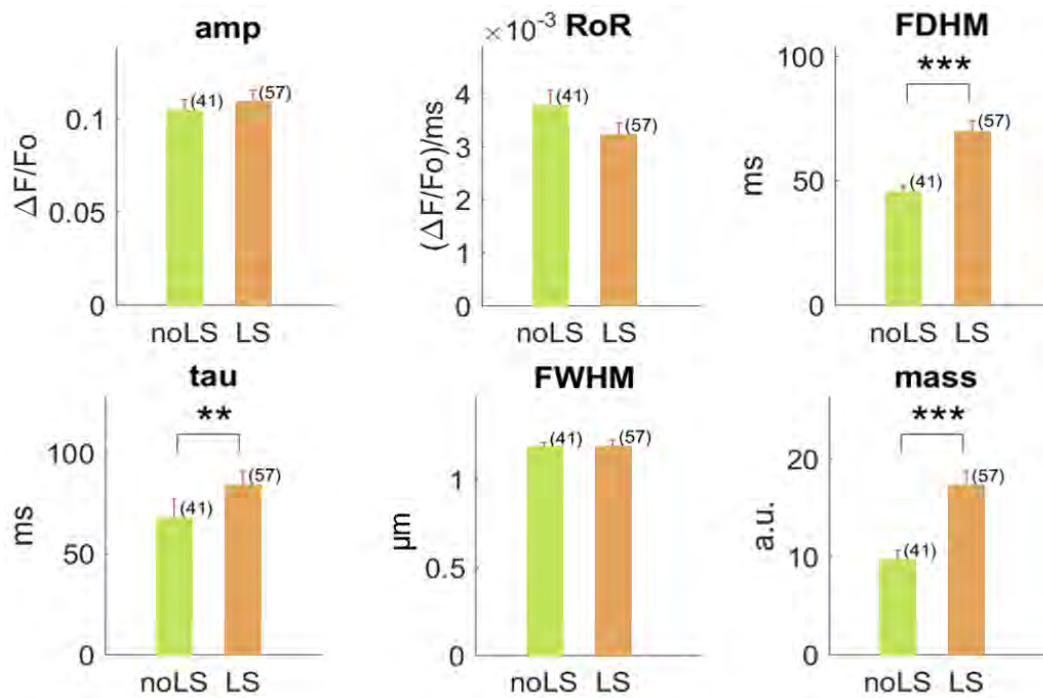 amp
ΔF/Fo
0.1
0.05
0
(41)
(57)
noLS LS
× 10⁻³ RoR
(ΔF/Fo)/ms
4
3
2
1
0
(41)
(57)
noLS LS
FDHM
***
ms
100
50
0
(41)
(57)
noLS LS
tau
**
ms
100
50
0
(41)
(57)
noLS LS
FWHM
µm
1
0.5
0
(41)
(57)
noLS LS
mass
***
a.u.
20
10
0
(41)
(57)
noLS LS